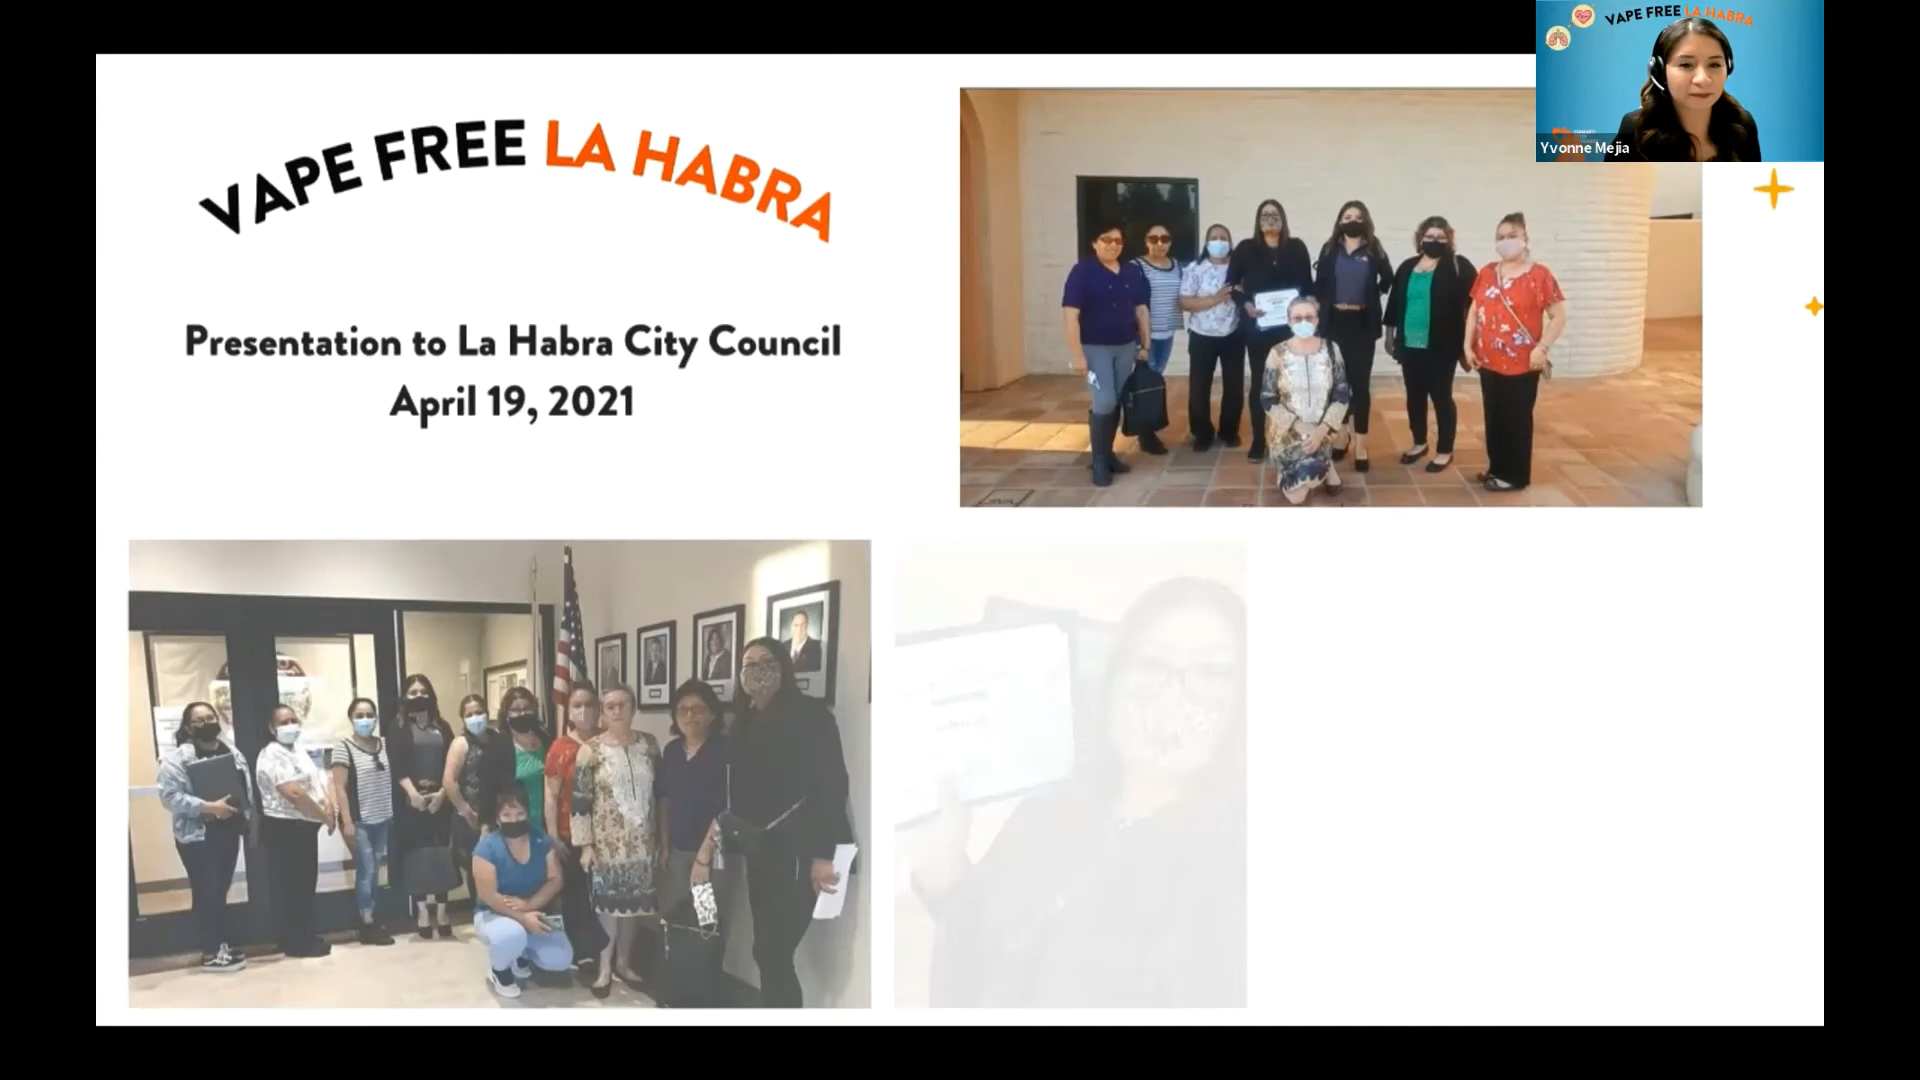 VAPE FREE LA HABRA
Yvonne Mejia
VAPE FREE LA HABRA
Presentation to La Habra City Council
April 19, 2021